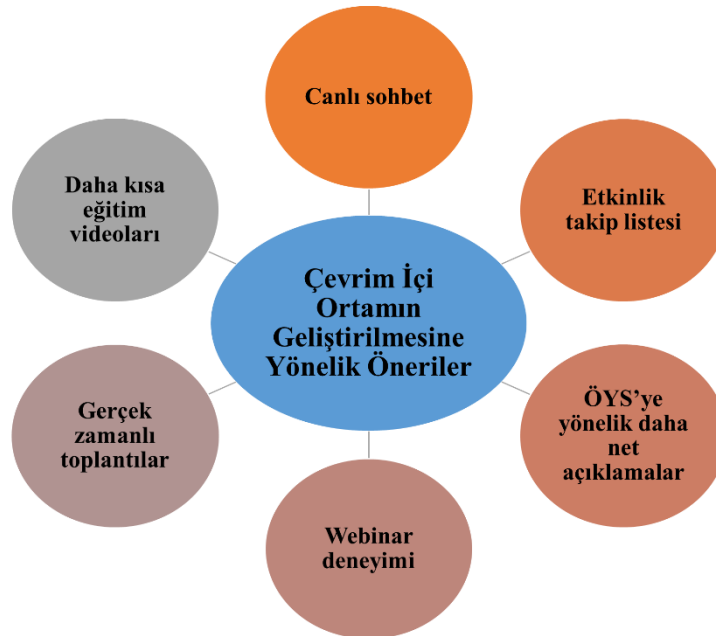 Canlı sohbet
Daha kısa
eğitim
videoları
Etkinlik
takip listesi
Çevrim İçi
Ortamın
Geliştirilmesine
Yönelik Öneriler
Gerçek
zamanlı
toplantılar
ÖYS’ye
yönelik daha
net
açıklamalar
Webinar
deneyimi